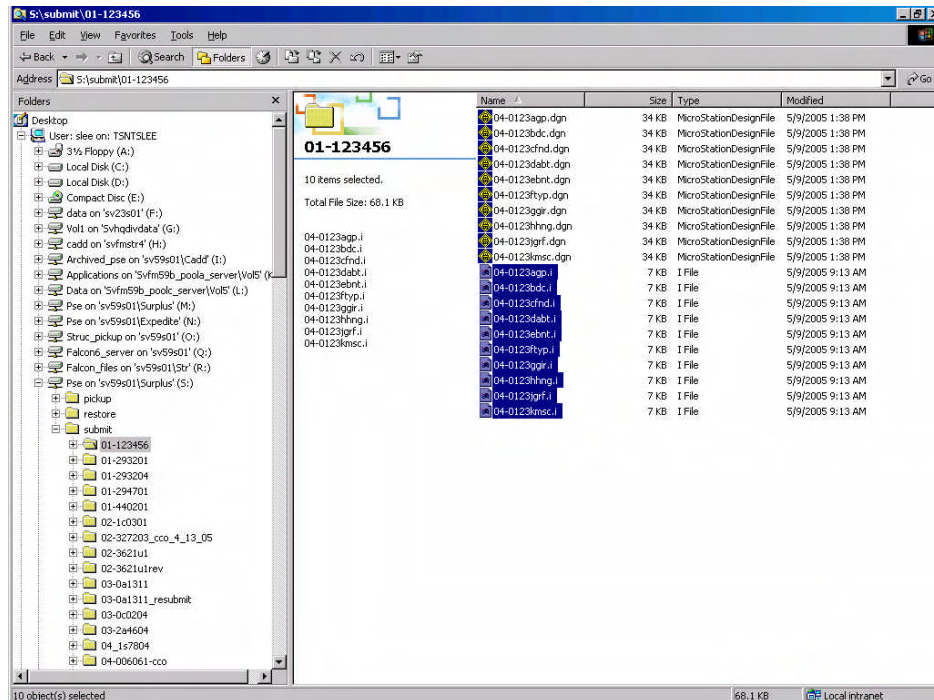 S:\submit\01-123456
File Edit View Favorites Tools Help
Back Search Folders
Address S:\submit\01-123456 Go
Folders
Desktop
User: slee on: TSNTSLEE
3½ Floppy (A:)
Local Disk (C:)
Local Disk (D:)
Compact Disc (E:)
data on 'sv23s01' (F:)
Vol1 on 'Svhqdivdata' (G:)
cadd on 'svfmstr4' (H:)
Archived_pse on 'sv59s01\Cadd' (I:)
Applications on 'Svfm59b_poola_server\Vol5' (K
Data on 'Svfm59b_poolc_server\Vol5' (L:)
Pse on 'sv59s01\Surplus' (M:)
Pse on 'sv59s01\Expedite' (N:)
Struc_pickup on 'sv59s01' (O:)
Falcon6_server on 'sv59s01' (Q:)
Falcon_files on 'sv59s01\Str' (R:)
Pse on 'sv59s01\Surplus' (S:)
pickup
restore
submit
01-123456
01-293201
01-293204
01-294701
01-440201
02-1c0301
02-327203_cco_4_13_05
02-3621u1
02-3621u1rev
03-0a1311
03-0a1311_resubmit
03-0c0204
03-2a4604
04_1s7804
04-006061-cco
01-123456
10 items selected.
Total File Size: 68.1 KB
04-0123agp.i
04-0123bdc.i
04-0123cfnd.i
04-0123dabt.i
04-0123ebnt.i
04-0123ftyp.i
04-0123ggir.i
04-0123hhng.i
04-0123jgrf.i
04-0123kmsc.i
Name Size Type Modified
04-0123agp.dgn 34 KB MicroStationDesignFile 5/9/2005 1:38 PM
04-0123bdc.dgn 34 KB MicroStationDesignFile 5/9/2005 1:38 PM
04-0123cfnd.dgn 34 KB MicroStationDesignFile 5/9/2005 1:38 PM
04-0123dabt.dgn 34 KB MicroStationDesignFile 5/9/2005 1:38 PM
04-0123ebnt.dgn 34 KB MicroStationDesignFile 5/9/2005 1:38 PM
04-0123ftyp.dgn 34 KB MicroStationDesignFile 5/9/2005 1:38 PM
04-0123ggir.dgn 34 KB MicroStationDesignFile 5/9/2005 1:38 PM
04-0123hhng.dgn 34 KB MicroStationDesignFile 5/9/2005 1:38 PM
04-0123jgrf.dgn 34 KB MicroStationDesignFile 5/9/2005 1:38 PM
04-0123kmsc.dgn 34 KB MicroStationDesignFile 5/9/2005 1:38 PM
04-0123agp.i 7 KB I File 5/9/2005 9:13 AM
04-0123bdc.i 7 KB I File 5/9/2005 9:13 AM
04-0123cfnd.i 7 KB I File 5/9/2005 9:13 AM
04-0123dabt.i 7 KB I File 5/9/2005 9:13 AM
04-0123ebnt.i 7 KB I File 5/9/2005 9:13 AM
04-0123ftyp.i 7 KB I File 5/9/2005 9:13 AM
04-0123ggir.i 7 KB I File 5/9/2005 9:13 AM
04-0123hhng.i 7 KB I File 5/9/2005 9:13 AM
04-0123jgrf.i 7 KB I File 5/9/2005 9:13 AM
04-0123kmsc.i 7 KB I File 5/9/2005 9:13 AM
10 object(s) selected 68.1 KB Local intranet